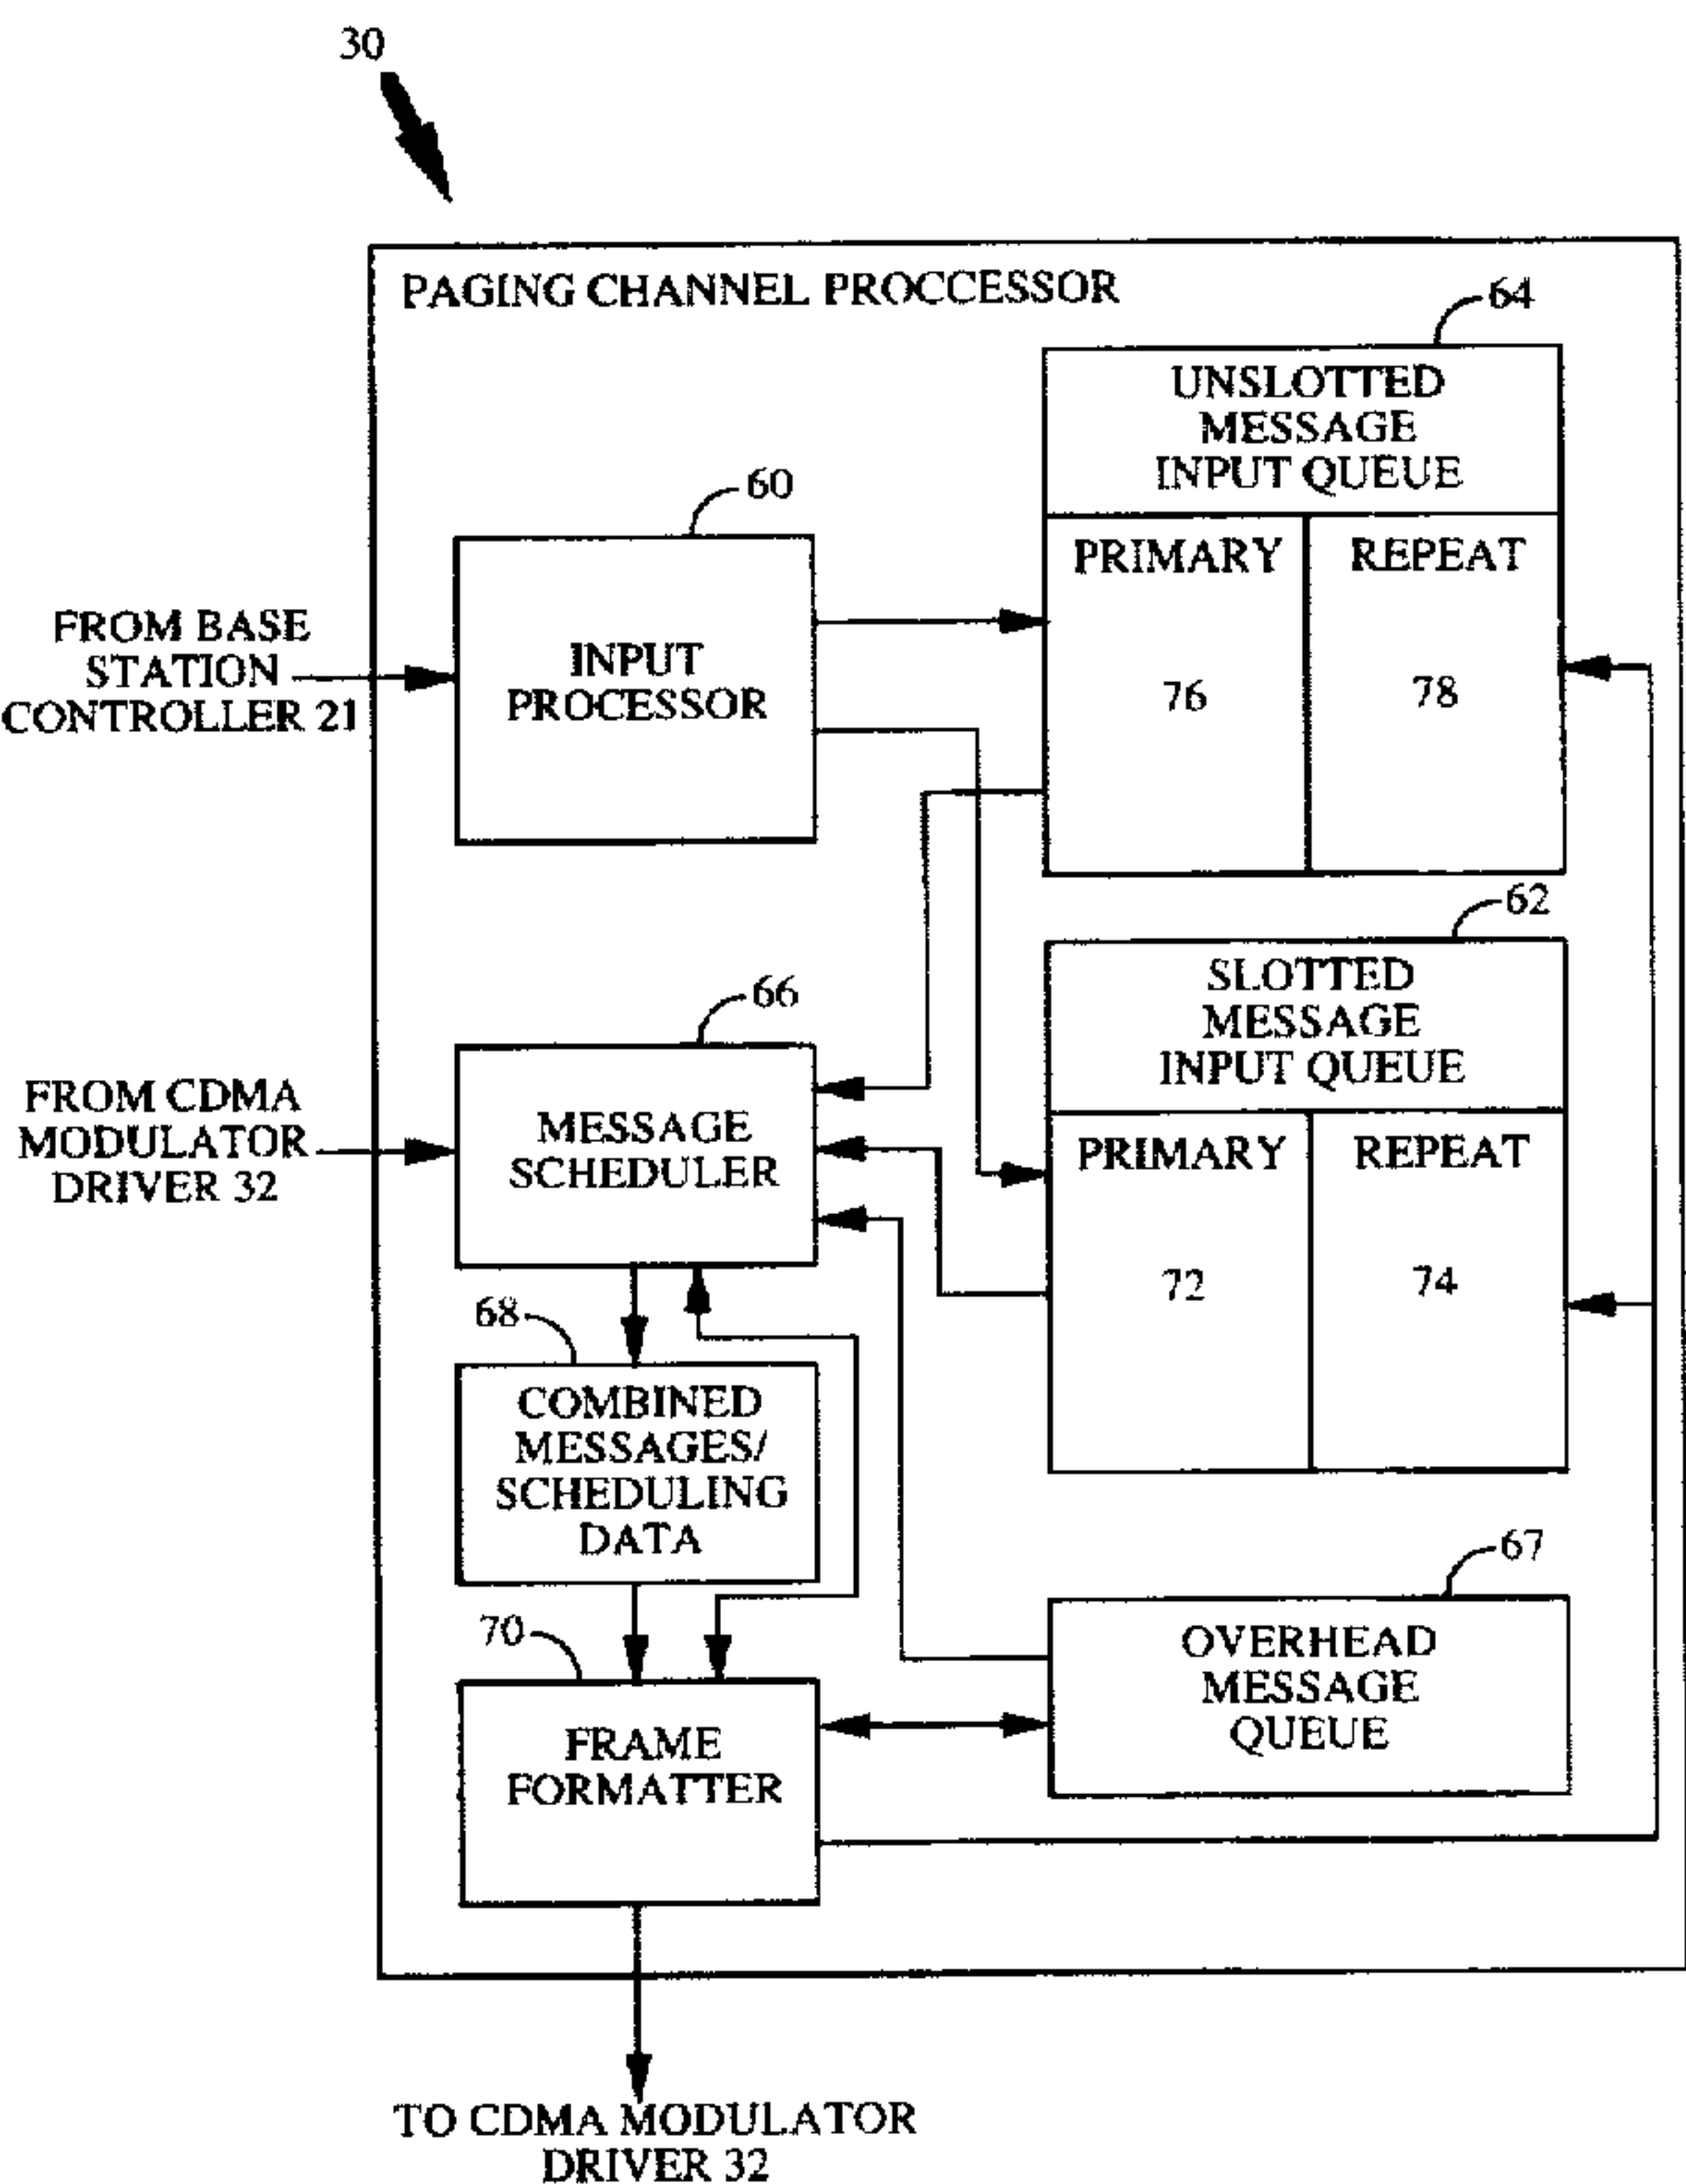 30
PAGING CHANNEL PROCCESSOR
64
UNSLOTTED
MESSAGE
INPUT QUEUE
PRIMARY
REPEAT
76
78
60
INPUT
PROCESSOR
FROM BASE
STATION
CONTROLLER 21
62
SLOTTED
MESSAGE
INPUT QUEUE
PRIMARY
REPEAT
72
74
66
MESSAGE
SCHEDULER
FROM CDMA
MODULATOR
DRIVER 32
68
COMBINED
MESSAGES/
SCHEDULING
DATA
67
OVERHEAD
MESSAGE
QUEUE
70
FRAME
FORMATTER
TO CDMA MODULATOR
DRIVER 32